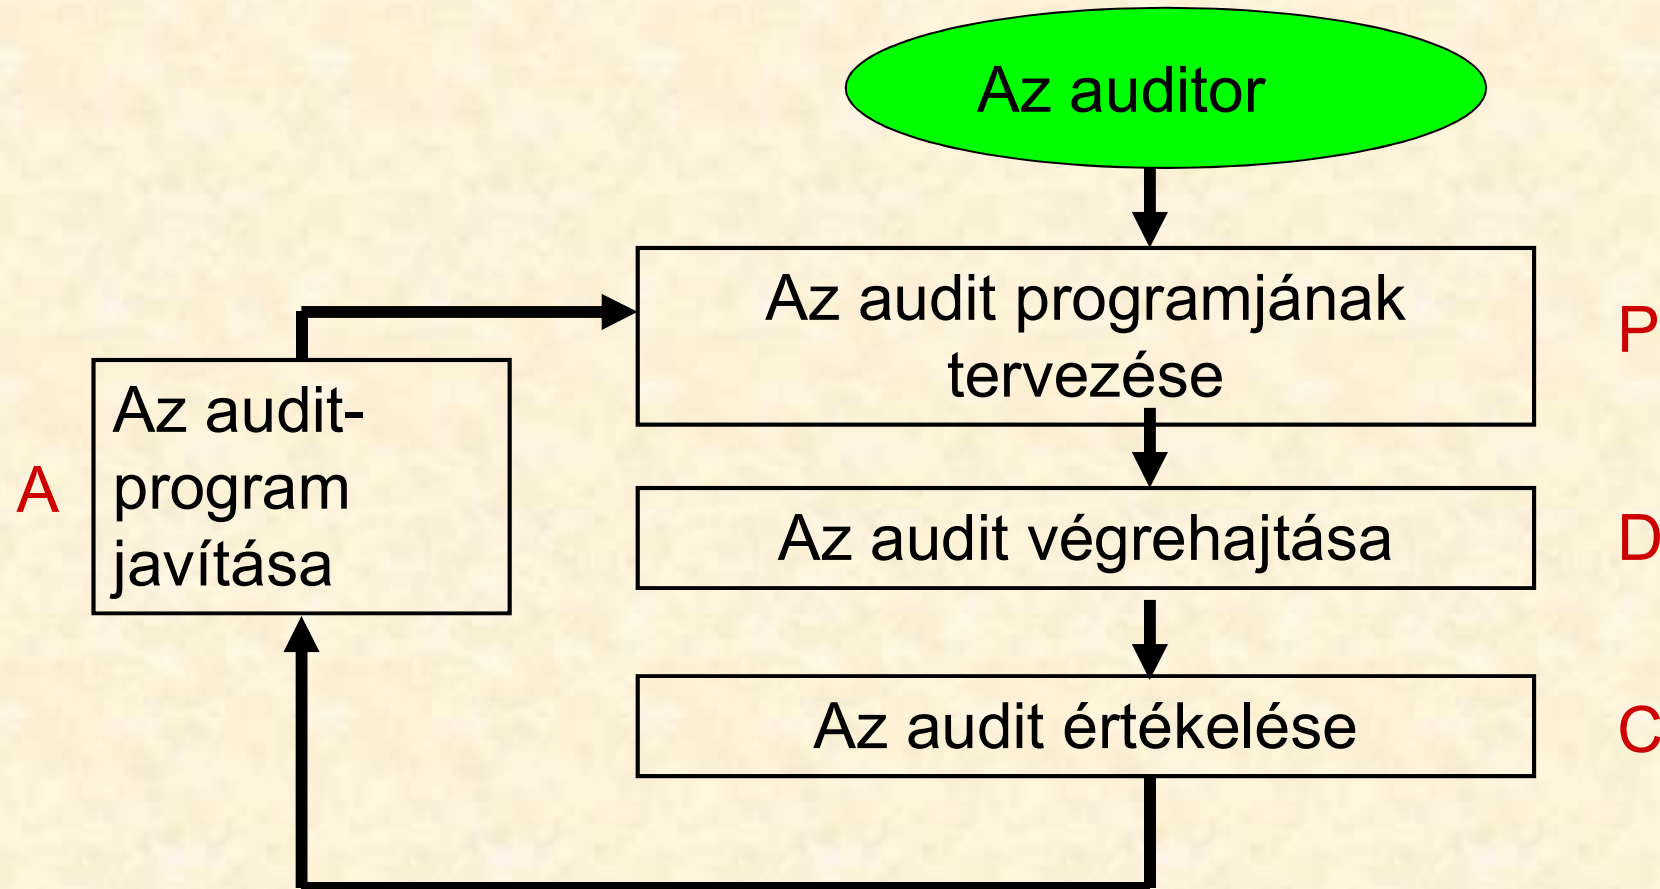 Az auditor
Az audit programjának
tervezése
P
Az audit-
program
javítása
A
Az audit végrehajtása
D
Az audit értékelése
C